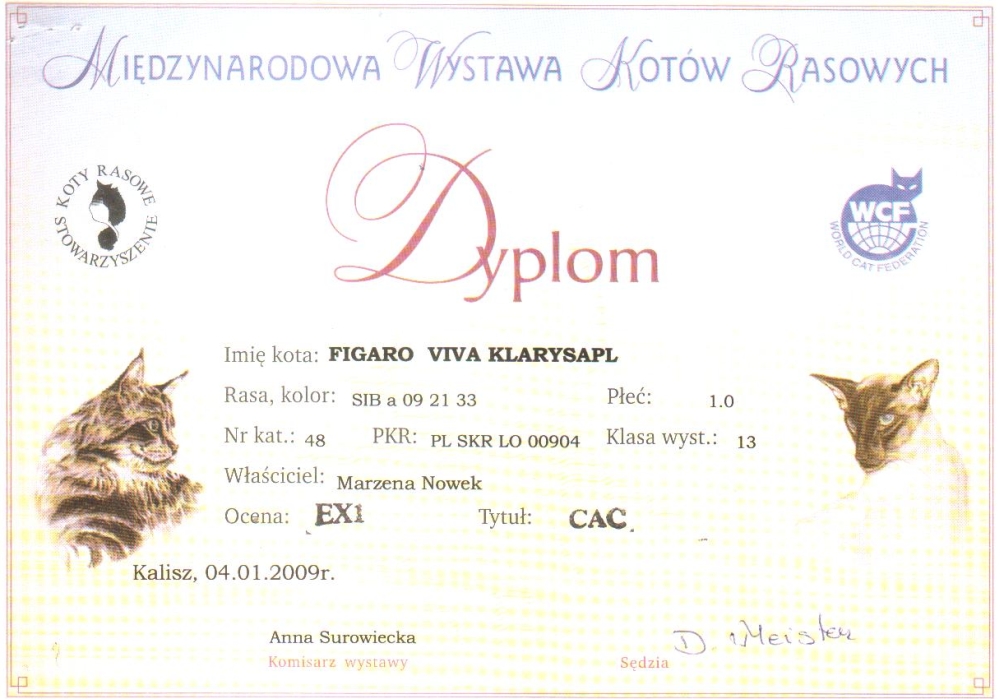 Międzynarodowa Wystawa Kotów Rasowych
KOTY RASOWE
STOWARZYSZENIE
WCF
WORLD CAT FEDERATION
Dyplom
Imię kota: FIGARO VIVA KLARYSAPL
Rasa, kolor: SIB a 09 21 33 Płeć: 1.0
Nr kat.: 48 PKR: PL SKR LO 00904 Klasa wyst.: 13
Właściciel: Marzena Nowek
Ocena: EX1 Tytuł: CAC
Kalisz, 04.01.2009r.
Anna Surowiecka
Komisarz wystawy
D. Meister
Sędzia